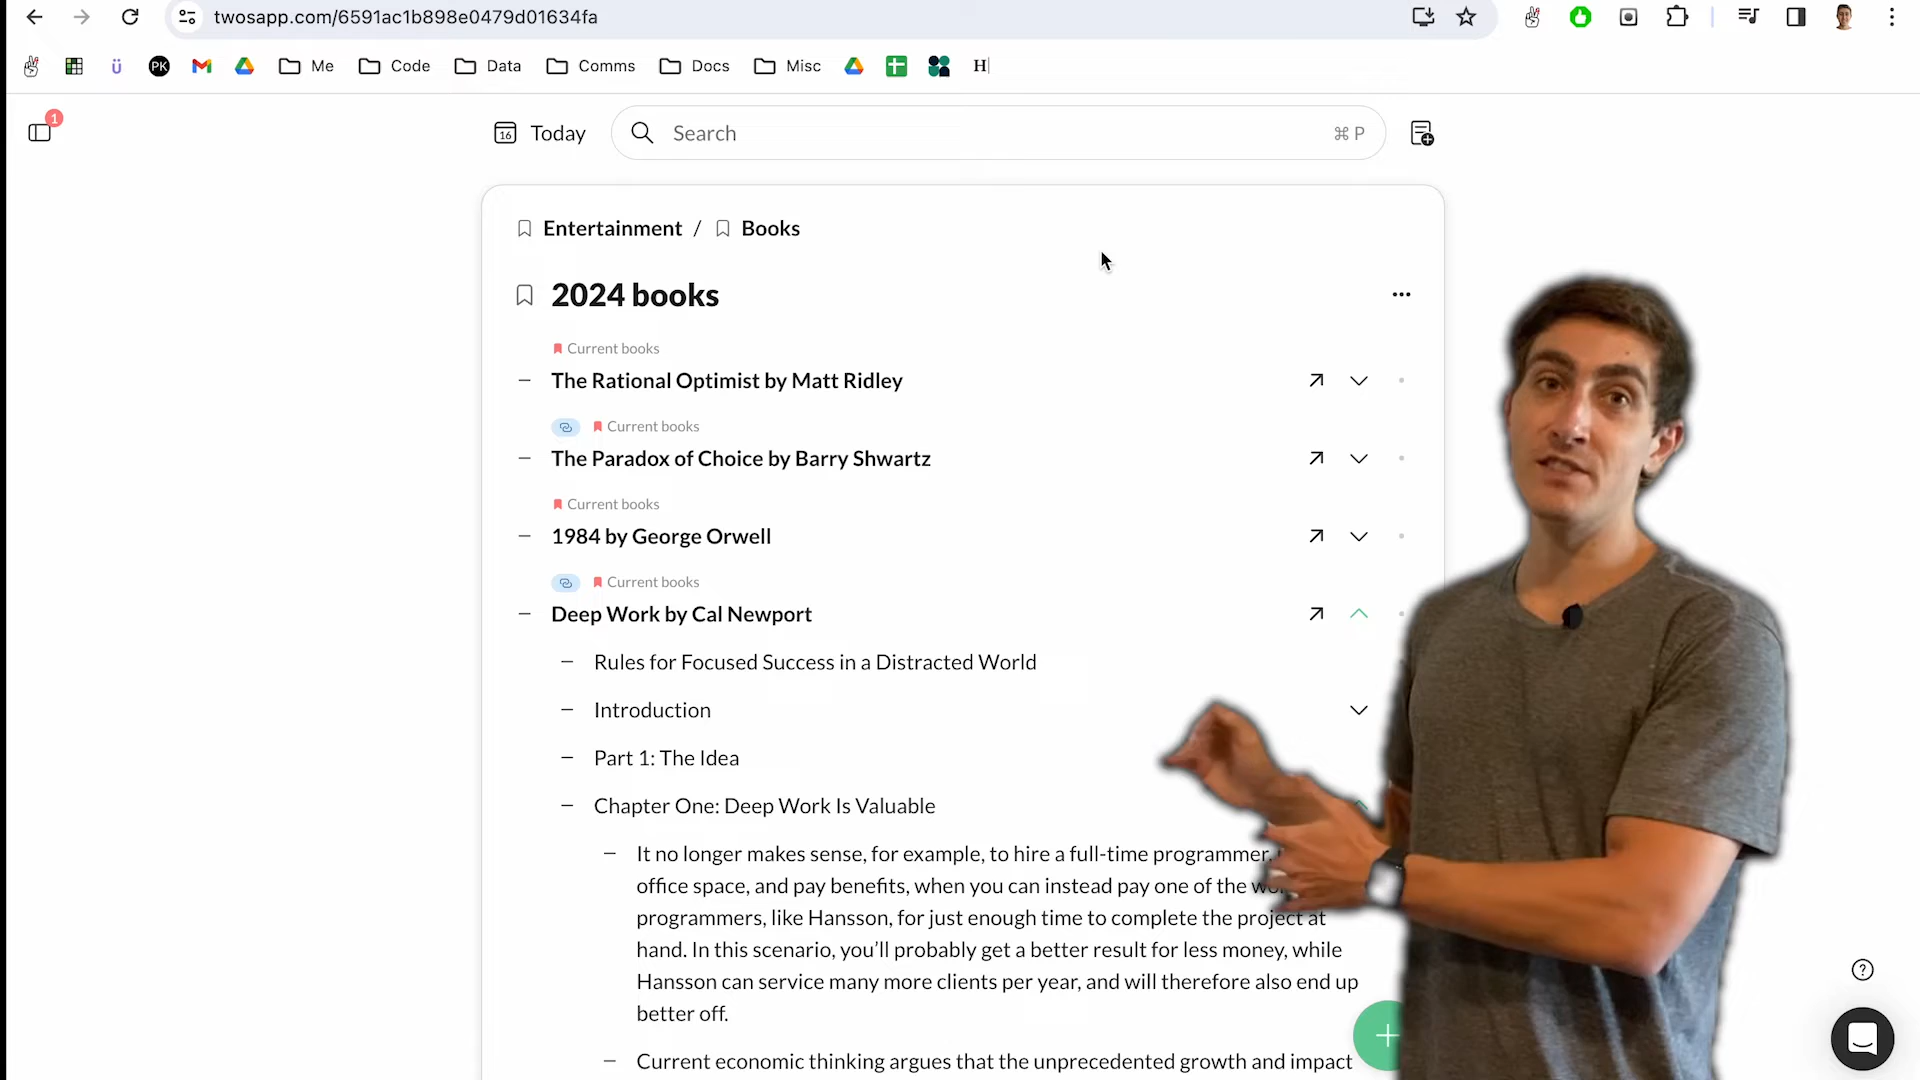 twosapp.com/6591ac1b898e0479d01634fa
ü PK Me Code Data Comms Docs Misc H
1
16 Today Search ⌘ P
Entertainment / Books
2024 books
Current books
The Rational Optimist by Matt Ridley
Current books
The Paradox of Choice by Barry Shwartz
Current books
1984 by George Orwell
Current books
Deep Work by Cal Newport
Rules for Focused Success in a Distracted World
Introduction
Part 1: The Idea
Chapter One: Deep Work Is Valuable
It no longer makes sense, for example, to hire a full-time programmer,
office space, and pay benefits, when you can instead pay one of the
programmers, like Hansson, for just enough time to complete the project at
hand. In this scenario, you’ll probably get a better result for less money, while
Hansson can service many more clients per year, and will therefore also end up
better off.
Current economic thinking argues that the unprecedented growth and impact